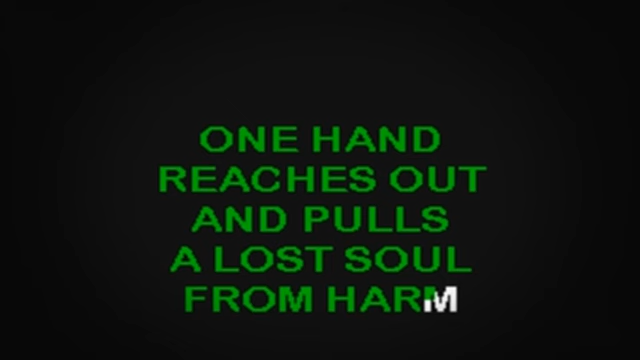 ONE HAND
REACHES OUT
AND PULLS
A LOST SOUL
FROM HARM